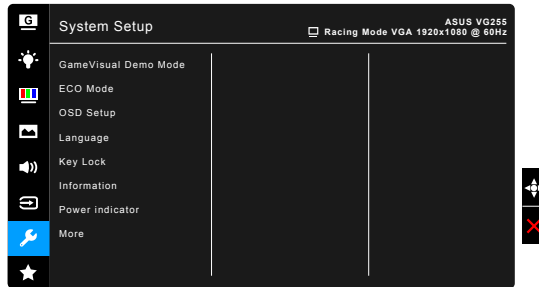 G
System Setup
ASUS VG255
Racing Mode VGA 1920x1080 @ 60Hz
GameVisual Demo Mode
ECO Mode
OSD Setup
Language
Key Lock
Information
Power indicator
More